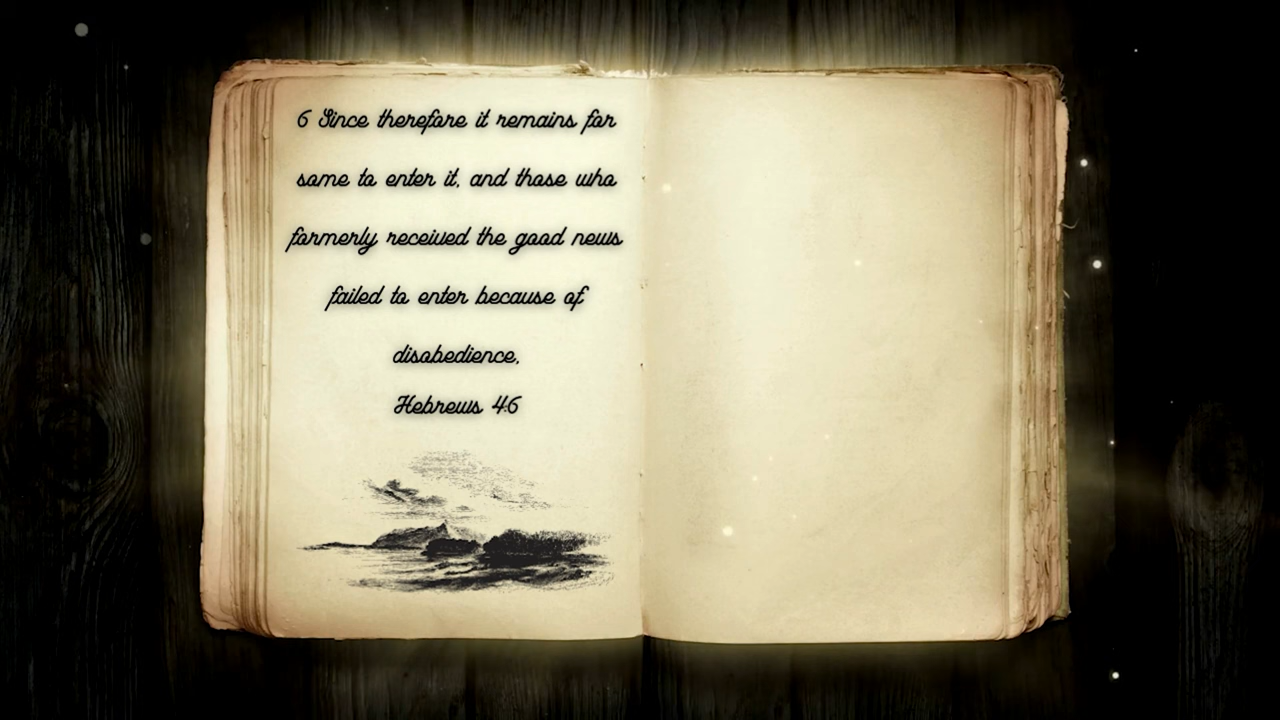 6 Since therefore it remains for
some to enter it, and those who
formerly received the good news
failed to enter because of
disobedience,
Hebrews 4:6